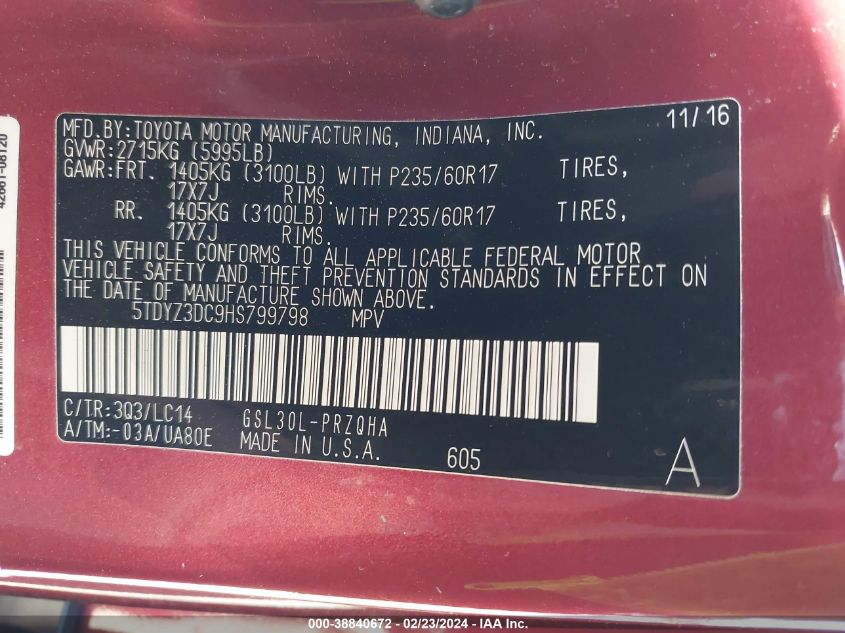 MFD.BY:TOYOTA MOTOR MANUFACTURING, INDIANA, INC. 11/16
GVWR:2715KG (5995LB)
GAWR:FRT. 1405KG (3100LB) WITH P235/60R17 TIRES,
17X7J RIMS.
RR. 1405KG (3100LB) WITH P235/60R17 TIRES,
17X7J RIMS.
THIS VEHICLE CONFORMS TO ALL APPLICABLE FEDERAL MOTOR
VEHICLE SAFETY AND THEFT PREVENTION STANDARDS IN EFFECT ON
THE DATE OF MANUFACTURE SHOWN ABOVE.
5TDYZ3DC9HS799798 MPV
C/TR:3Q3/LC14 GSL30L-PRZQHA
A/TM:-03A/UA80E MADE IN U.S.A. 605 A
42661-08120
000-38840672 - 02/23/2024 - IAA Inc.